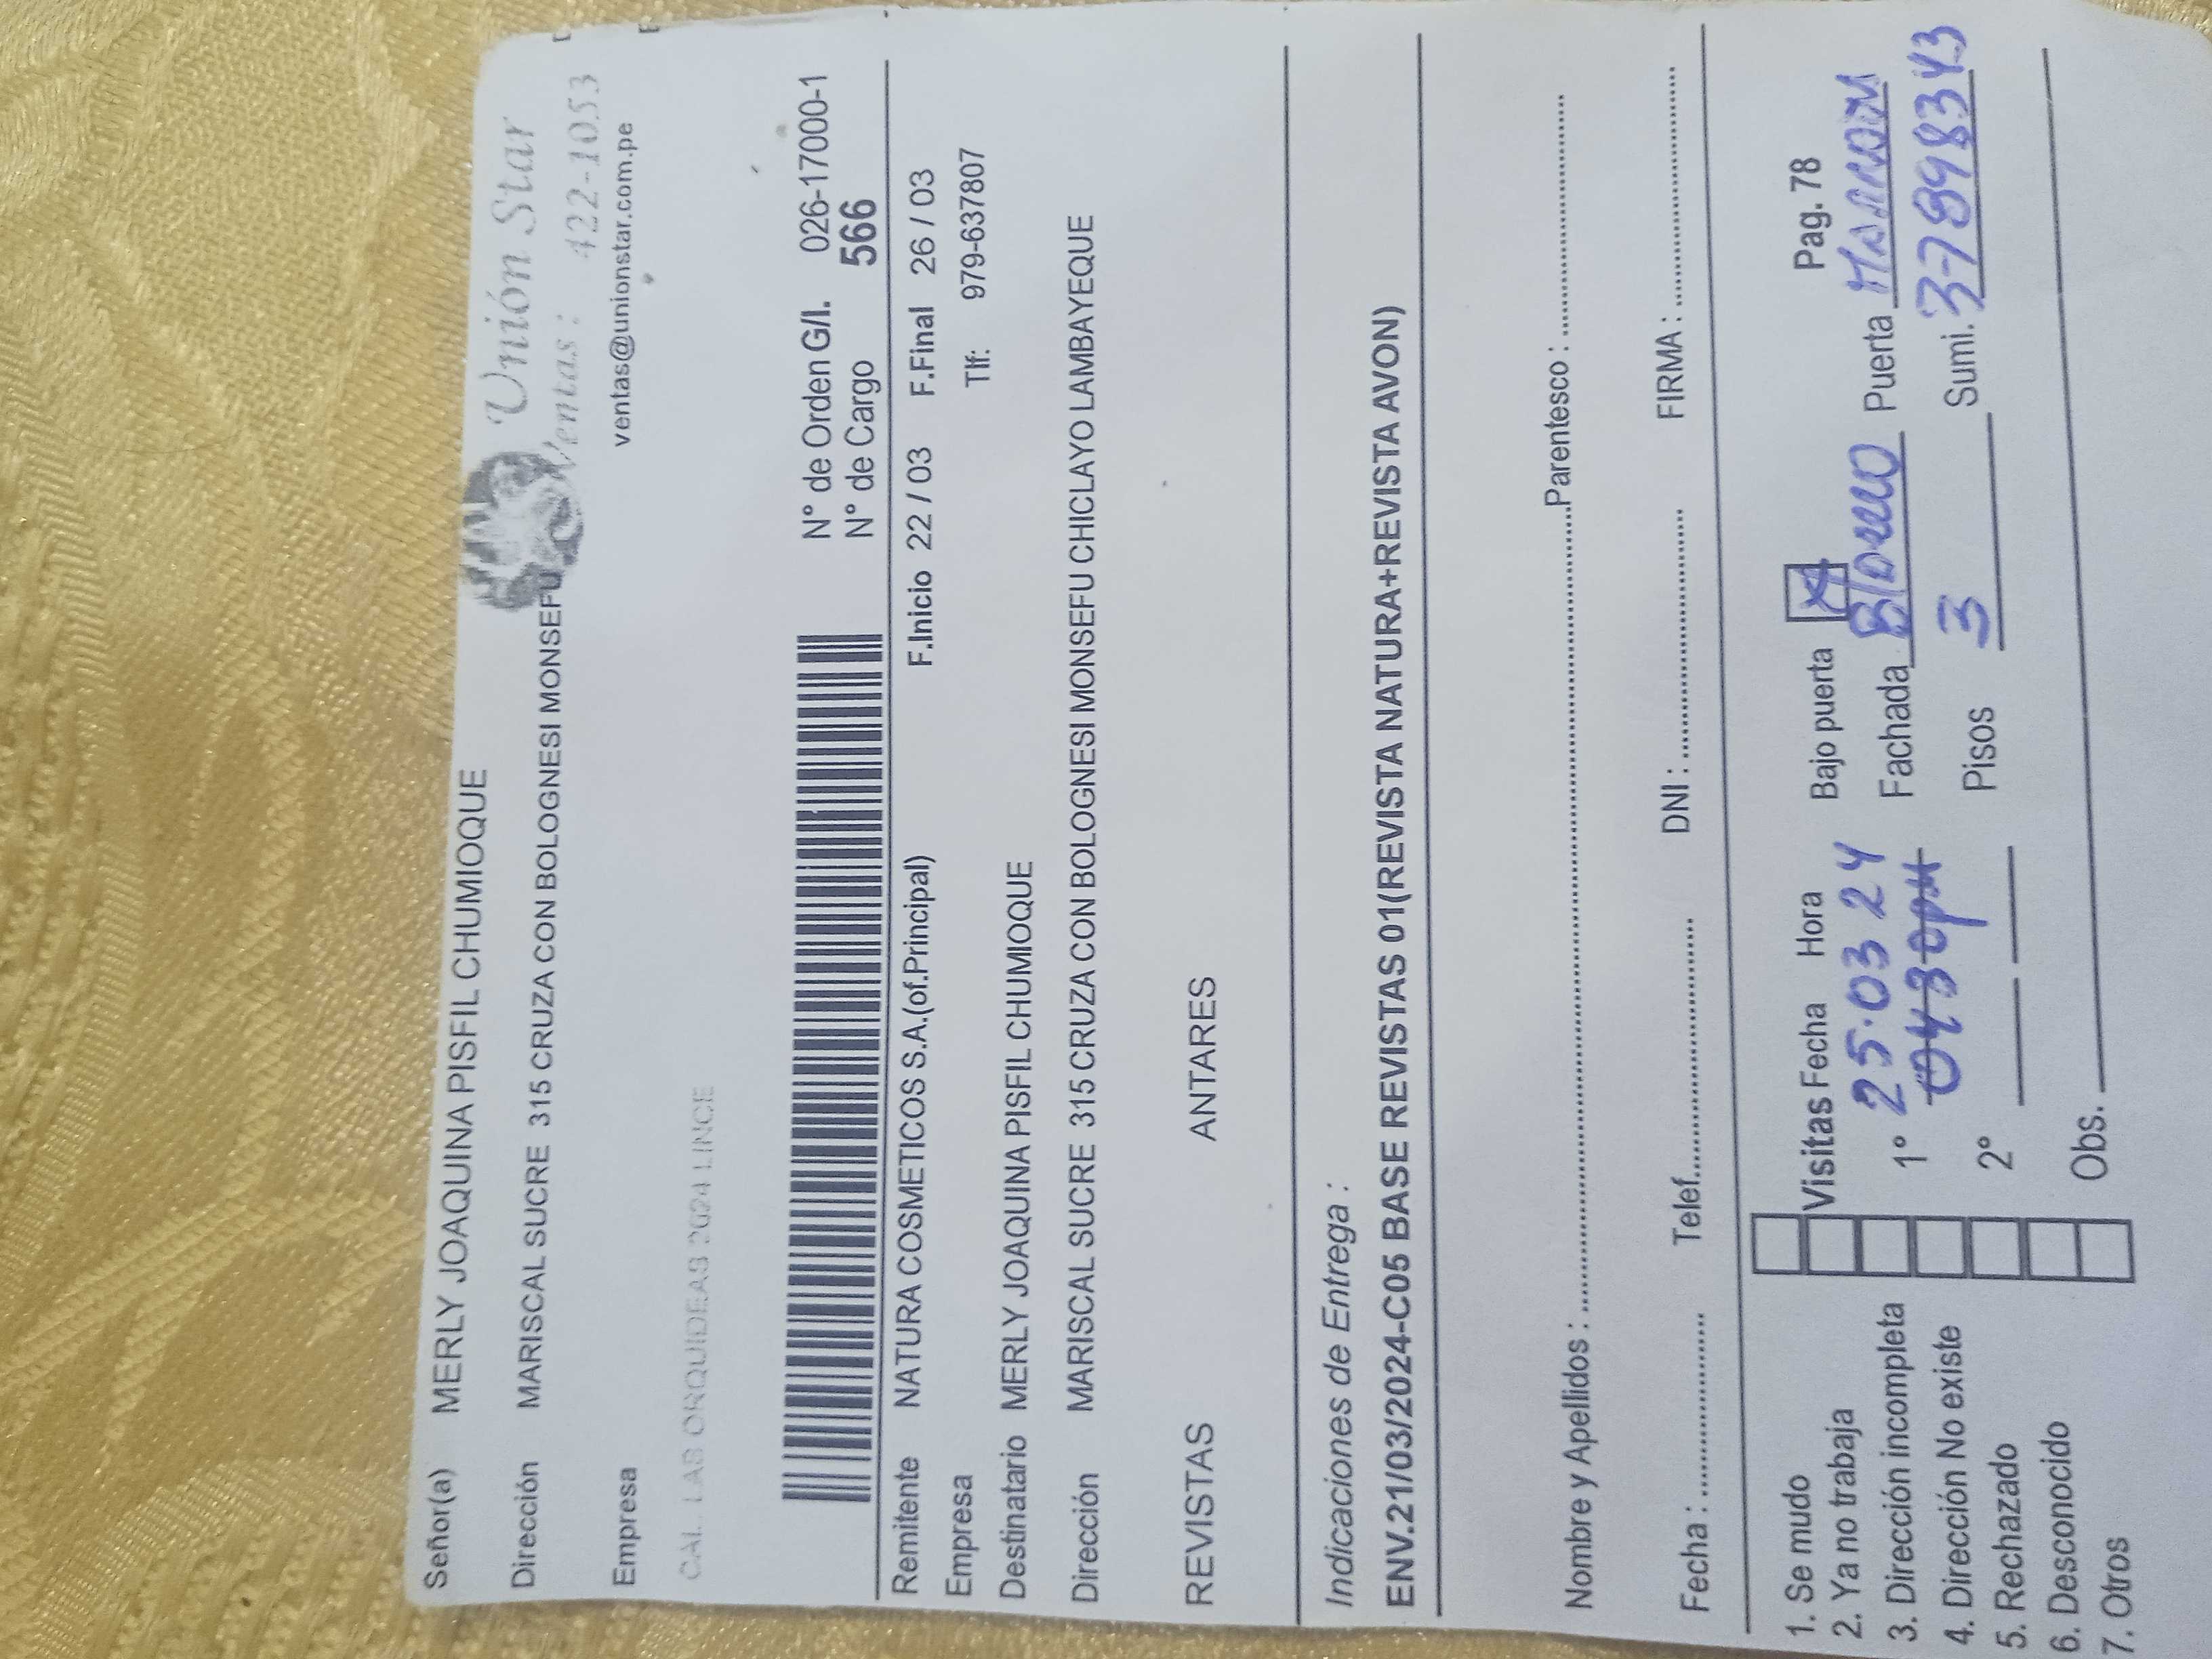 Señor(a) MERLY JOAQUINA PISFIL CHUMIOQUE
Unión Star
Dirección MARISCAL SUCRE 315 CRUZA CON BOLOGNESI MONSEFU
Ventas : 422-1053
Empresa ventas@unionstar.com.pe
CAL. LAS ORQUIDEAS 2624 LINCE
N° de Orden G/I. 026-17000-1
N° de Cargo 566
Remitente NATURA COSMETICOS S.A.(of.Principal) F.Inicio 22 / 03 F.Final 26 / 03
Empresa Tlf: 979-637807
Destinatario MERLY JOAQUINA PISFIL CHUMIOQUE
Dirección MARISCAL SUCRE 315 CRUZA CON BOLOGNESI MONSEFU CHICLAYO LAMBAYEQUE
REVISTAS ANTARES
Indicaciones de Entrega :
ENV.21/03/2024-C05 BASE REVISTAS 01(REVISTA NATURA+REVISTA AVON)
Nombre y Apellidos : Parentesco :
Fecha : Telef. DNI : FIRMA :
1. Se mudo
2. Ya no trabaja
3. Dirección incompleta
4. Dirección No existe
5. Rechazado
6. Desconocido
7. Otros
Visitas Fecha Hora Bajo puerta X Pag. 78
1° 25.03 24 Fachada Blanco Puerta Marron
0430pm
2° Pisos 3 Sumi. 378998343
Obs.